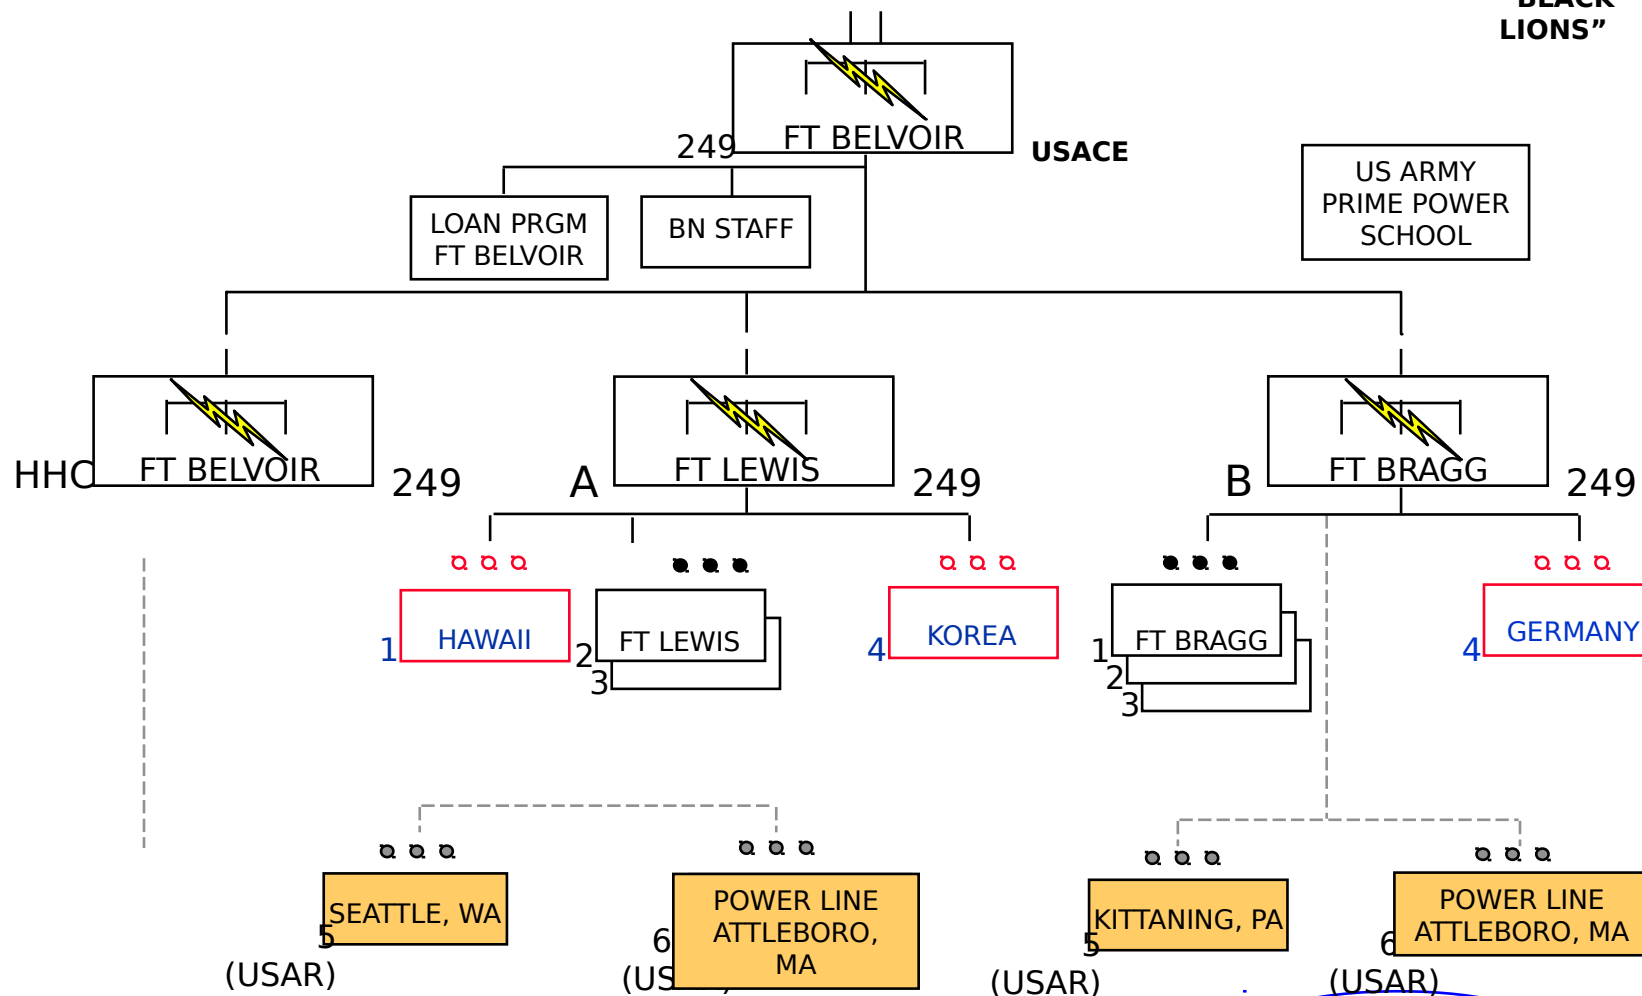 "BLACK
LIONS”
FT BELVOIR
249
USACE
US ARMY
PRIME POWER
SCHOOL
LOAN PRGM
FT BELVOIR
BN STAFF
HHC
FT BELVOIR
249
A
FT LEWIS
249
B
FT BRAGG
249
1
HAWAII
2
FT LEWIS
3
4
KOREA
1
FT BRAGG
2
3
4
GERMANY
SEATTLE, WA
5
(USAR)
POWER LINE
ATTLEBORO,
MA
6
(US
KITTANING, PA
5
(USAR)
POWER LINE
ATTLEBORO, MA
6
(USAR)